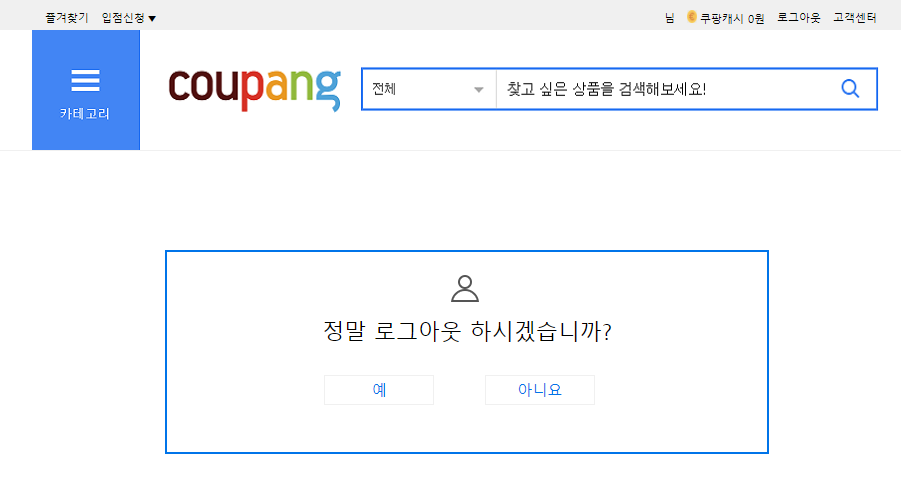 즐겨찾기 입점신청 ▼ 님 쿠팡캐시 0원 로그아웃 고객센터
카테고리
coupang
전체 찾고 싶은 상품을 검색해보세요!
정말 로그아웃 하시겠습니까?
예 아니요